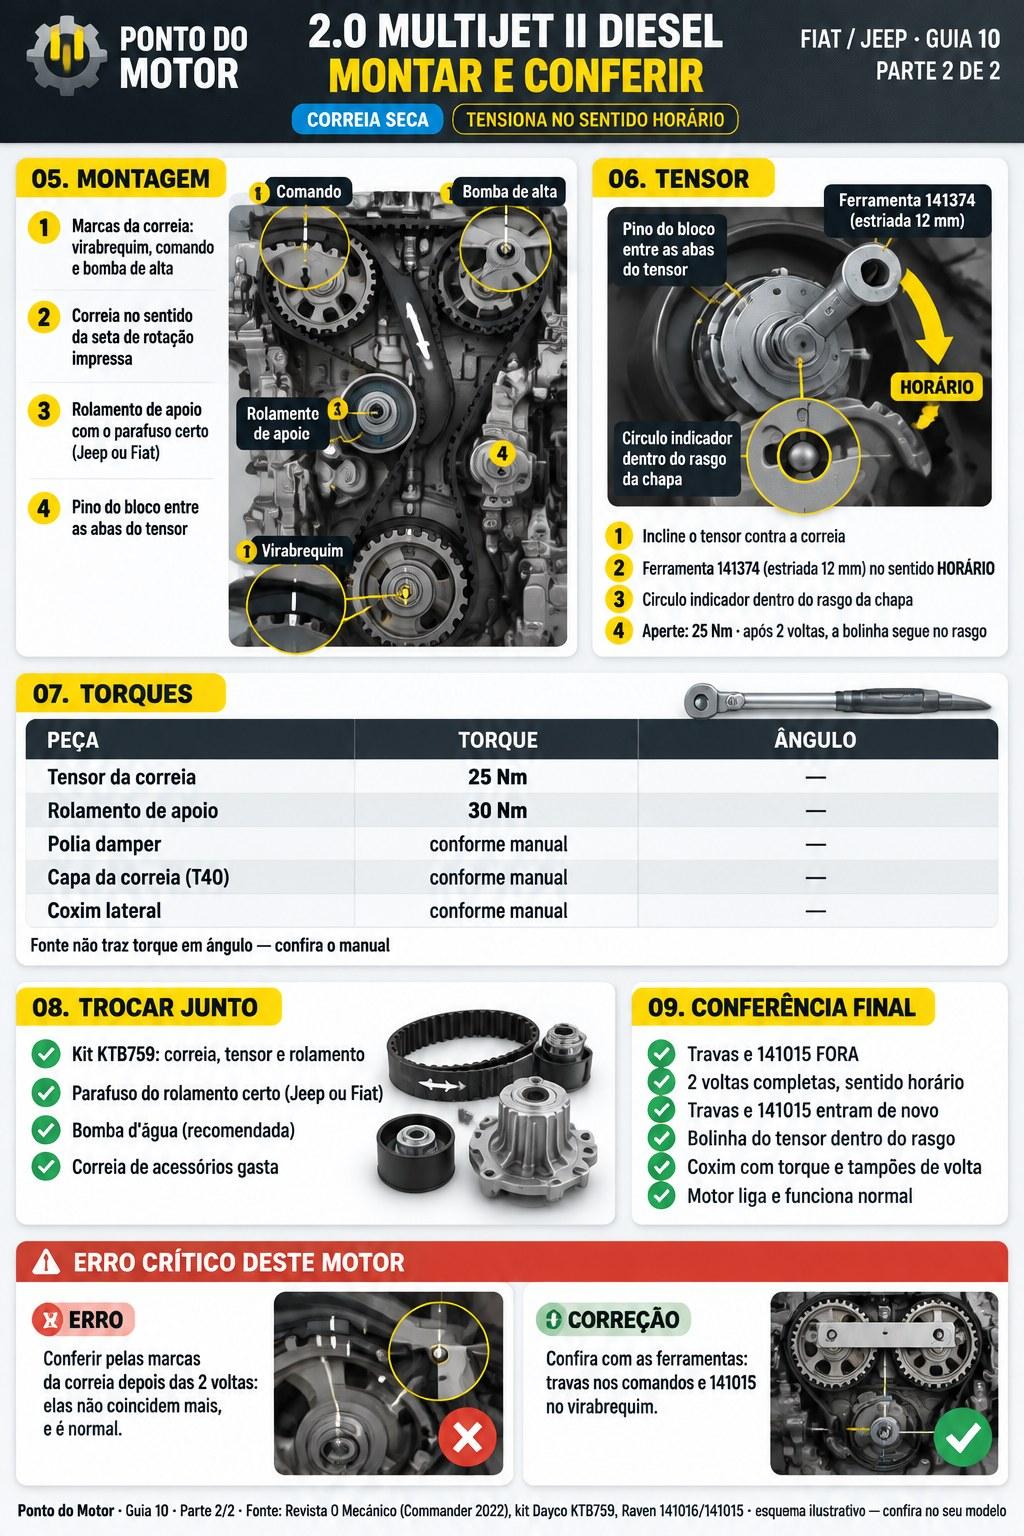 PONTO DO
MOTOR
2.0 MULTIJET II DIESEL
MONTAR E CONFERIR
CORREIA SECA
TENSIONA NO SENTIDO HORÁRIO
FIAT / JEEP · GUIA 10
PARTE 2 DE 2
05. MONTAGEM
1 Marcas da correia:
virabrequim, comando
e bomba de alta
2 Correia no sentido
da seta de rotação
impressa
3 Rolamento de apoio
com o parafuso certo
(Jeep ou Fiat)
4 Pino do bloco entre
as abas do tensor
1 Comando
Bomba de alta
Rolamente 3
de apoio
4
1 Virabrequim
06. TENSOR
Pino do bloco
entre as abas
do tensor
Ferramenta 141374
(estriada 12 mm)
HORÁRIO
Circulo indicador
dentro do rasgo
da chapa
1 Incline o tensor contra a correia
2 Ferramenta 141374 (estriada 12 mm) no sentido HORÁRIO
3 Circulo indicador dentro do rasgo da chapa
4 Aperte: 25 Nm · após 2 voltas, a bolinha segue no rasgo
07. TORQUES
PEÇA TORQUE ÂNGULO
Tensor da correia 25 Nm —
Rolamento de apoio 30 Nm —
Polia damper conforme manual —
Capa da correia (T40) conforme manual —
Coxim lateral conforme manual —
Fonte não traz torque em ángulo — confira o manual
08. TROCAR JUNTO
Kit KTB759: correia, tensor e rolamento
Parafuso do rolamento certo (Jeep ou Fiat)
Bomba d'água (recomendada)
Correia de acessórios gasta
09. CONFERÊNCIA FINAL
Travas e 141015 FORA
2 voltas completas, sentido horário
Travas e 141015 entram de novo
Bolinha do tensor dentro do rasgo
Coxim com torque e tampões de volta
Motor liga e funciona normal
ERRO CRÍTICO DESTE MOTOR
ERRO
Conferir pelas marcas
da correia depois das 2 voltas:
elas não coincidem mais,
e é normal.
CORREÇÃO
Confira com as ferramentas:
travas nos comandos e 141015
no virabrequim.
Ponto do Motor · Guia 10 · Parte 2/2 · Fonte: Revista O Mecánico (Commander 2022), kit Dayco KTB759, Raven 141016/141015 · esquema ilustrativo — confira no seu modelo